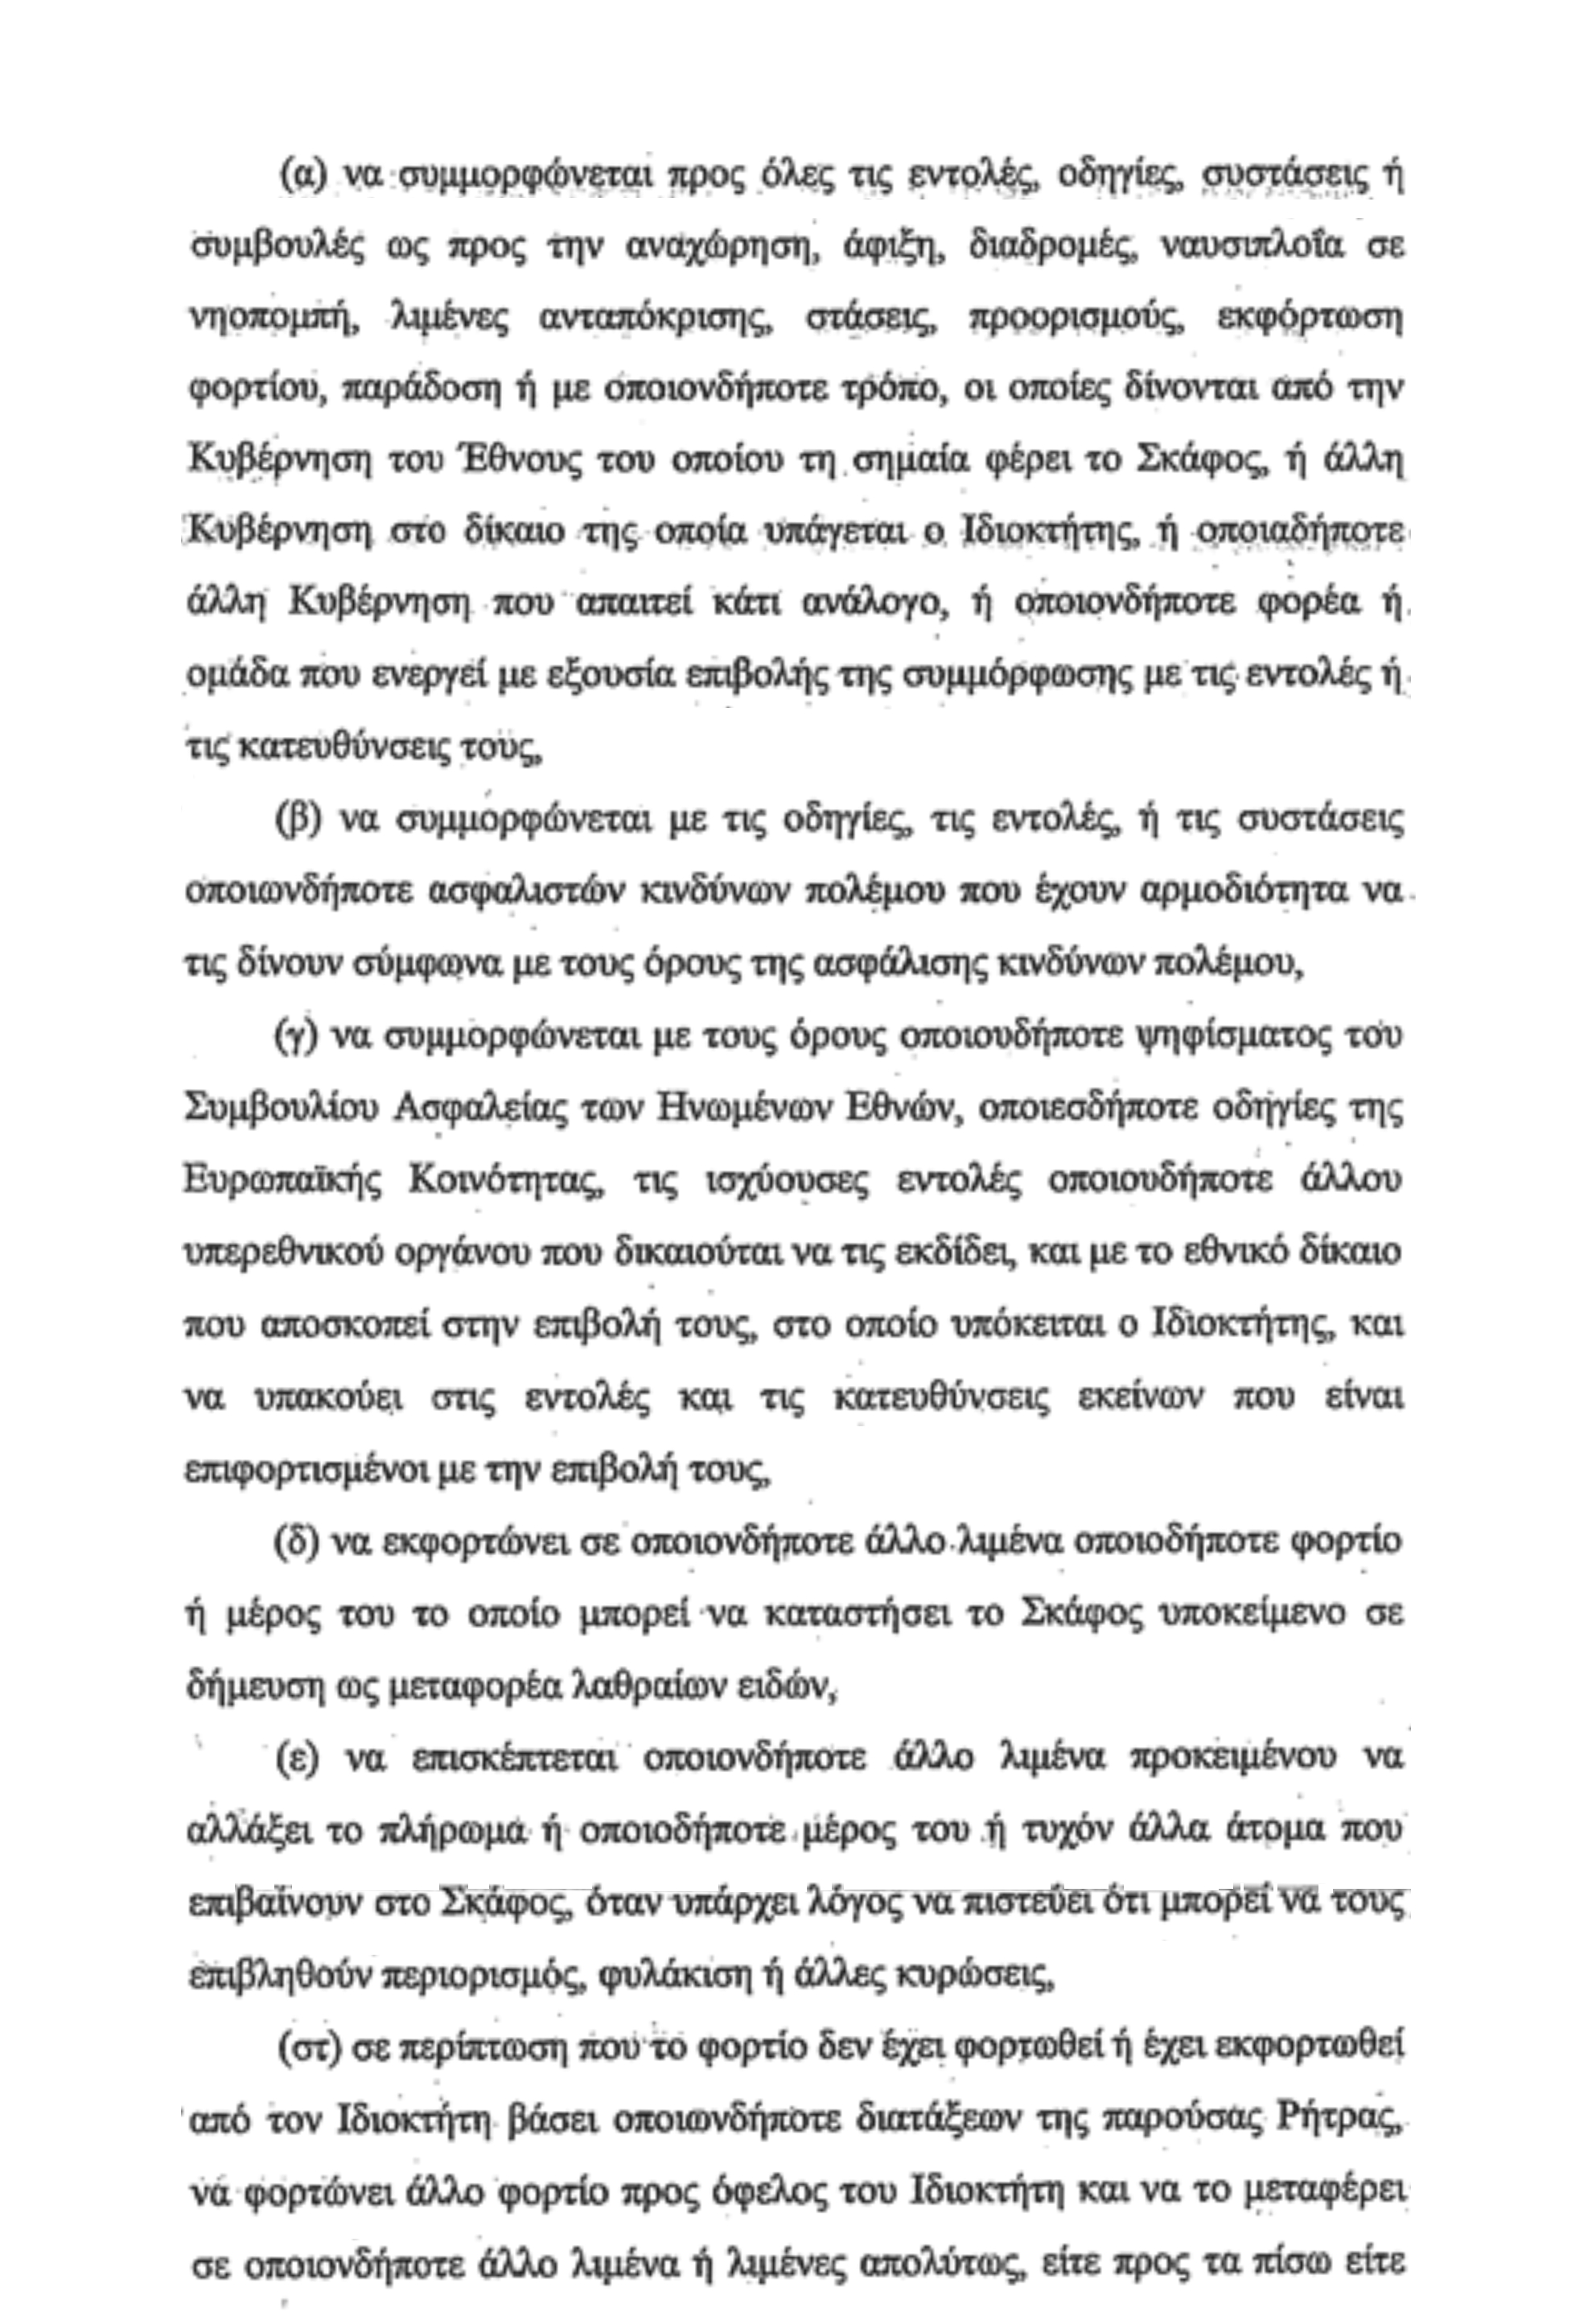 (α) να συμμορφώνεται προς όλες τις εντολές, οδηγίες, συστάσεις ή
συμβουλές ως προς την αναχώρηση, άφιξη, διαδρομές, ναυσιπλοΐα σε
νηοπομπή, λιμένες ανταπόκρισης, στάσεις, προορισμούς, εκφόρτωση
φορτίου, παράδοση ή με οποιονδήποτε τρόπο, οι οποίες δίνονται από την
Κυβέρνηση του Έθνους του οποίου τη σημαία φέρει το Σκάφος, ή άλλη
Κυβέρνηση στο δίκαιο της οποία υπάγεται ο Ιδιοκτήτης, ή οποιαδήποτε
άλλη Κυβέρνηση που απαιτεί κάτι ανάλογο, ή οποιονδήποτε φορέα ή
ομάδα που ενεργεί με εξουσία επιβολής της συμμόρφωσης με τις εντολές ή
τις κατευθύνσεις τους,
(β) να συμμορφώνεται με τις οδηγίες, τις εντολές, ή τις συστάσεις
οποιωνδήποτε ασφαλιστών κινδύνων πολέμου που έχουν αρμοδιότητα να
τις δίνουν σύμφωνα με τους όρους της ασφάλισης κινδύνων πολέμου,
(γ) να συμμορφώνεται με τους όρους οποιουδήποτε ψηφίσματος του
Συμβουλίου Ασφαλείας των Ηνωμένων Εθνών, οποιεσδήποτε οδηγίες της
Ευρωπαϊκής Κοινότητας, τις ισχύουσες εντολές οποιουδήποτε άλλου
υπερεθνικού οργάνου που δικαιούται να τις εκδίδει, και με το εθνικό δίκαιο
που αποσκοπεί στην επιβολή τους, στο οποίο υπόκειται ο Ιδιοκτήτης, και
να υπακούει στις εντολές και τις κατευθύνσεις εκείνων που είναι
επιφορτισμένοι με την επιβολή τους,
(δ) να εκφορτώνει σε οποιονδήποτε άλλο λιμένα οποιοδήποτε φορτίο
ή μέρος του το οποίο μπορεί να καταστήσει το Σκάφος υποκείμενο σε
δήμευση ως μεταφορέα λαθραίων ειδών,
(ε) να επισκέπτεται οποιονδήποτε άλλο λιμένα προκειμένου να
αλλάξει το πλήρωμα ή οποιοδήποτε μέρος του ή τυχόν άλλα άτομα που
επιβαίνουν στο Σκάφος, όταν υπάρχει λόγος να πιστεύει ότι μπορεί να τους
επιβληθούν περιορισμός, φυλάκιση ή άλλες κυρώσεις,
(στ) σε περίπτωση που το φορτίο δεν έχει φορτωθεί ή έχει εκφορτωθεί
από τον Ιδιοκτήτη βάσει οποιωνδήποτε διατάξεων της παρούσας Ρήτρας,
να φορτώνει άλλο φορτίο προς όφελος του Ιδιοκτήτη και να το μεταφέρει
σε οποιονδήποτε άλλο λιμένα ή λιμένες απολύτως, είτε προς τα πίσω είτε